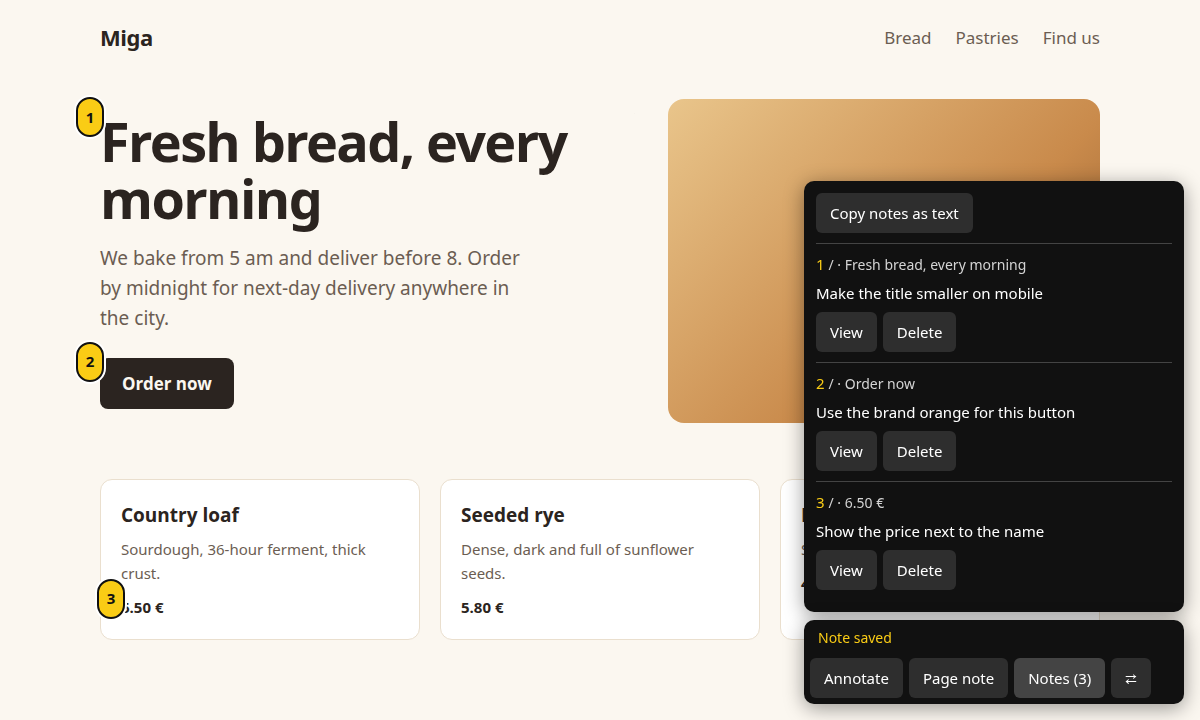 Miga
Bread Pastries Find us
1
Fresh bread, every
morning
We bake from 5 am and deliver before 8. Order
by midnight for next-day delivery anywhere in
the city.
2
Order now
Country loaf
Sourdough, 36-hour ferment, thick
crust.
3
.50 €
Seeded rye
Dense, dark and full of sunflower
seeds.
5.80 €
Copy notes as text
1 / · Fresh bread, every morning
Make the title smaller on mobile
View Delete
2 / · Order now
Use the brand orange for this button
View Delete
3 / · 6.50 €
Show the price next to the name
View Delete
Note saved
Annotate Page note Notes (3) ⇄